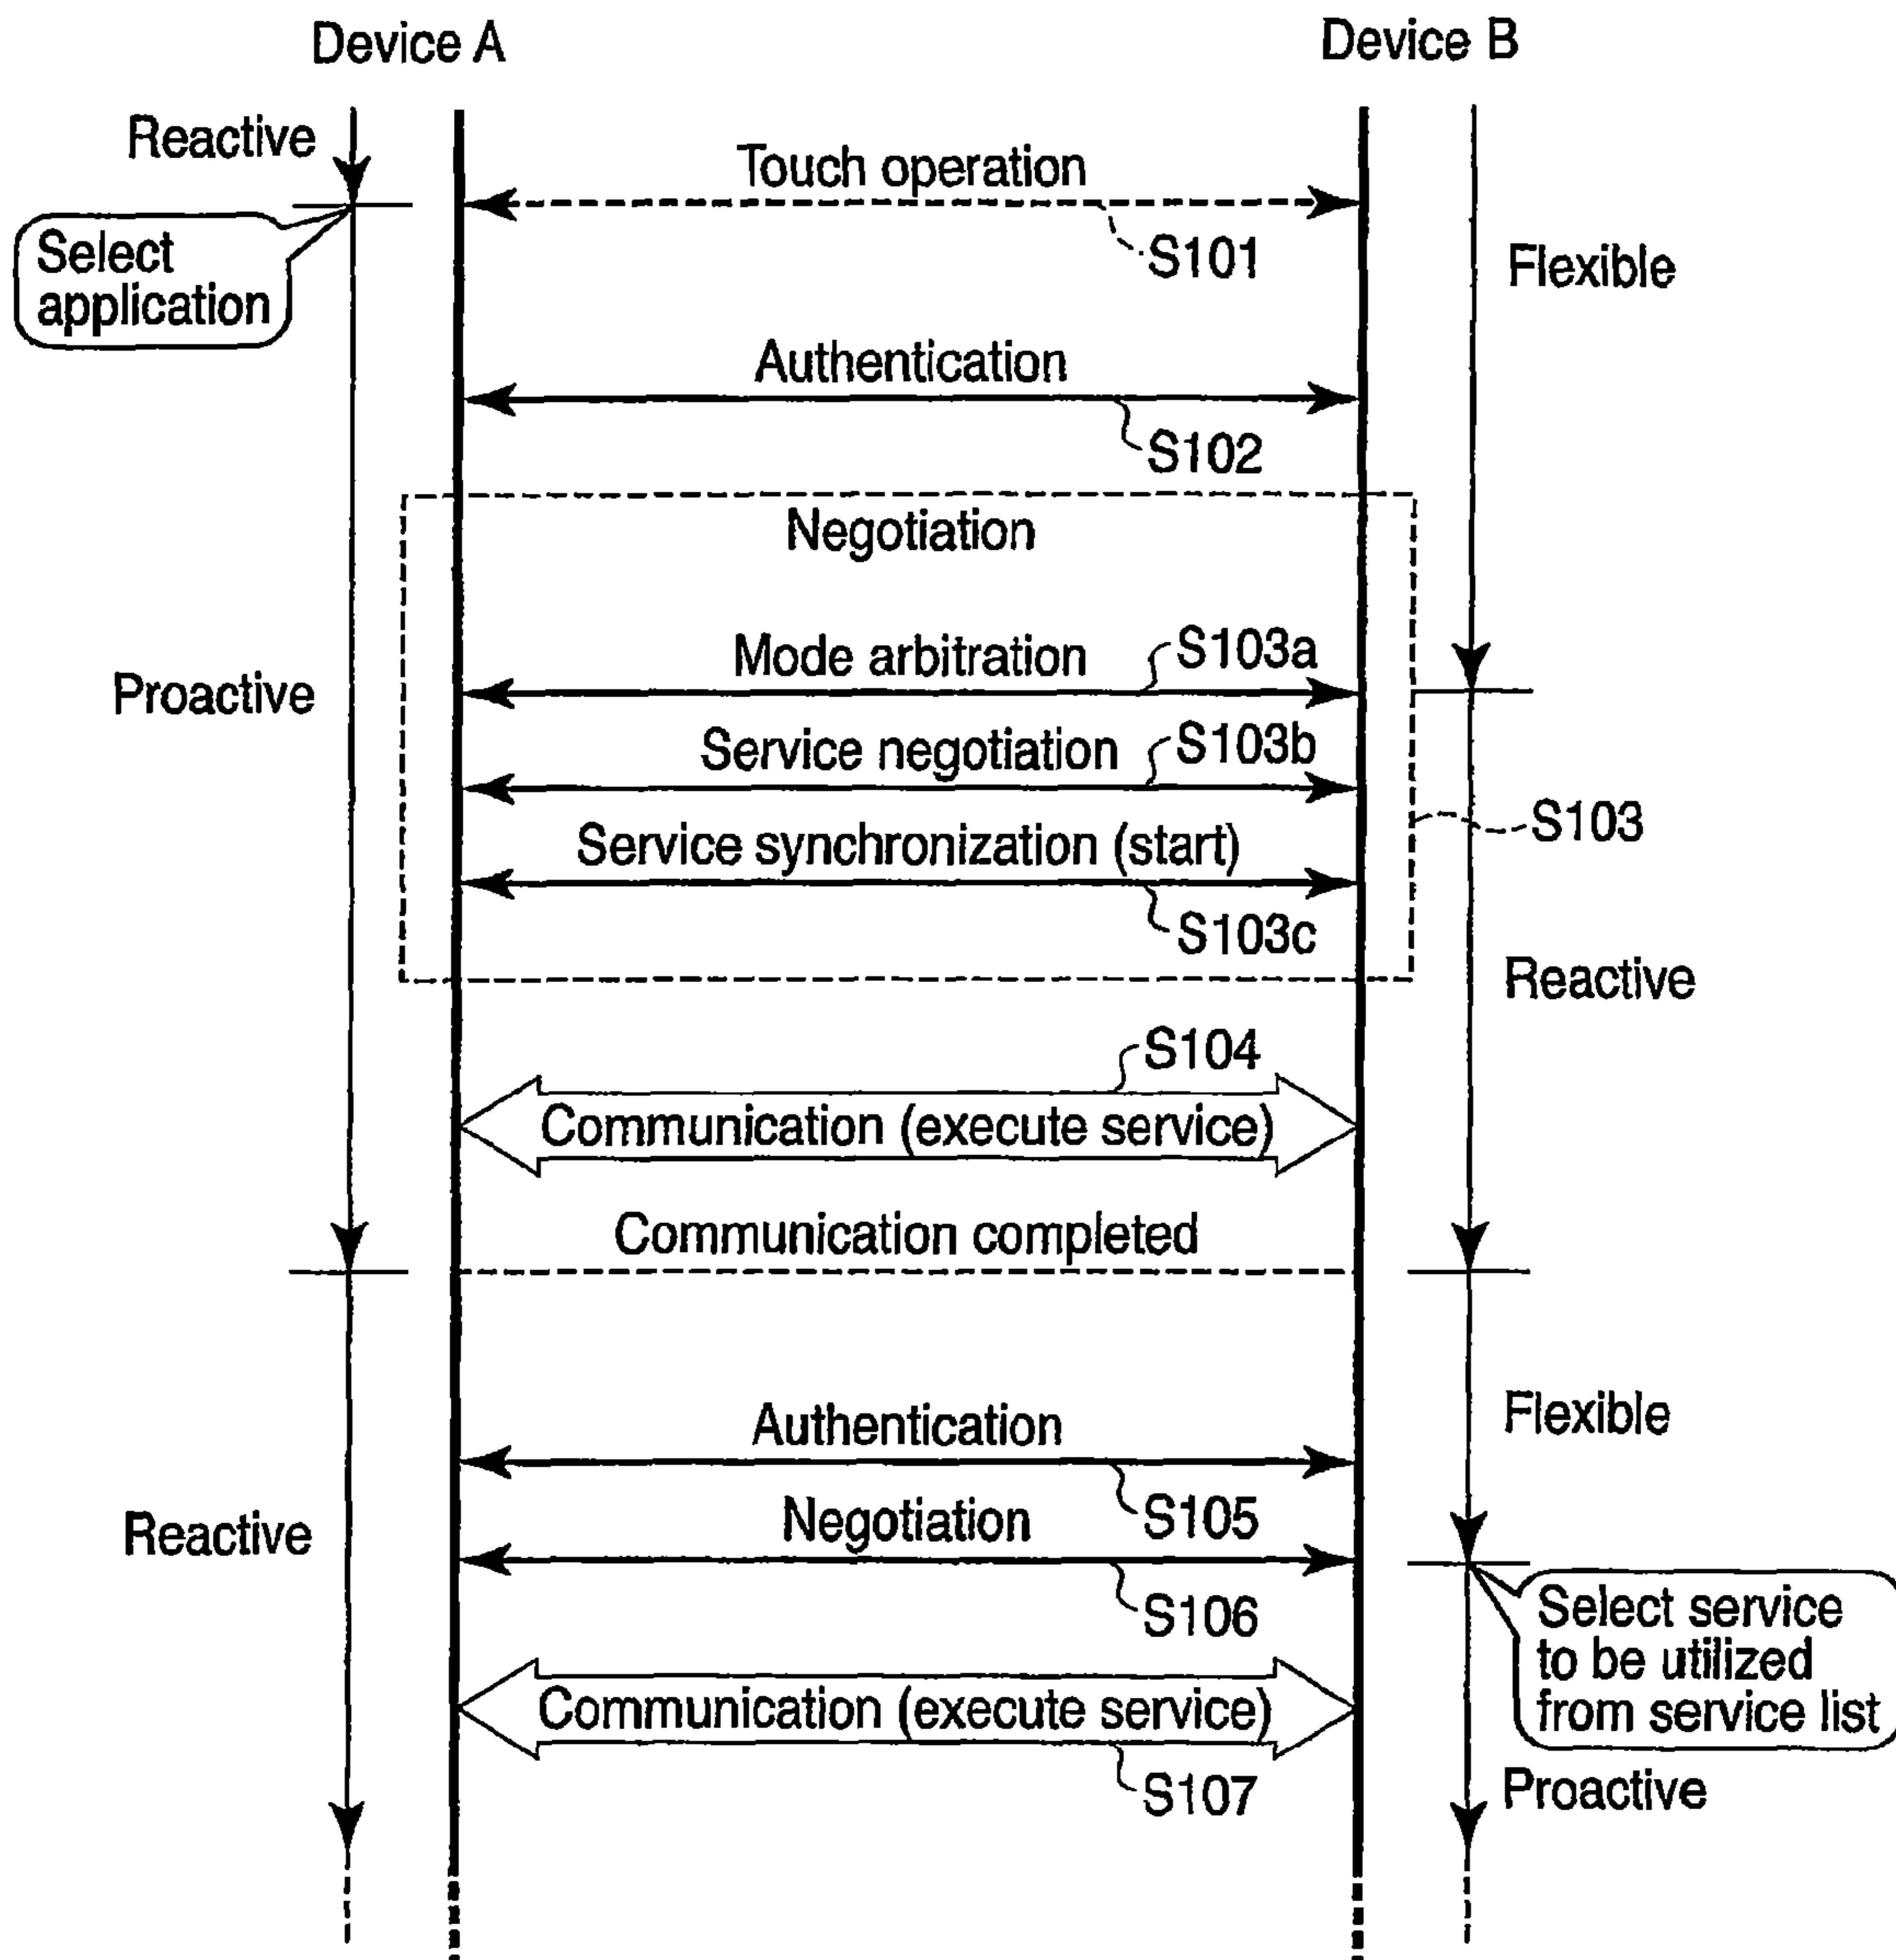 Device A
Device B
Reactive
Touch operation
S101
Select
application
Flexible
Authentication
S102
Negotiation
Mode arbitration
S103a
Proactive
Service negotiation
S103b
S103
Service synchronization (start)
S103c
Reactive
S104
Communication (execute service)
Communication completed
Flexible
Authentication
S105
Reactive
Negotiation
S106
Select service
to be utilized
from service list
Communication (execute service)
S107
Proactive